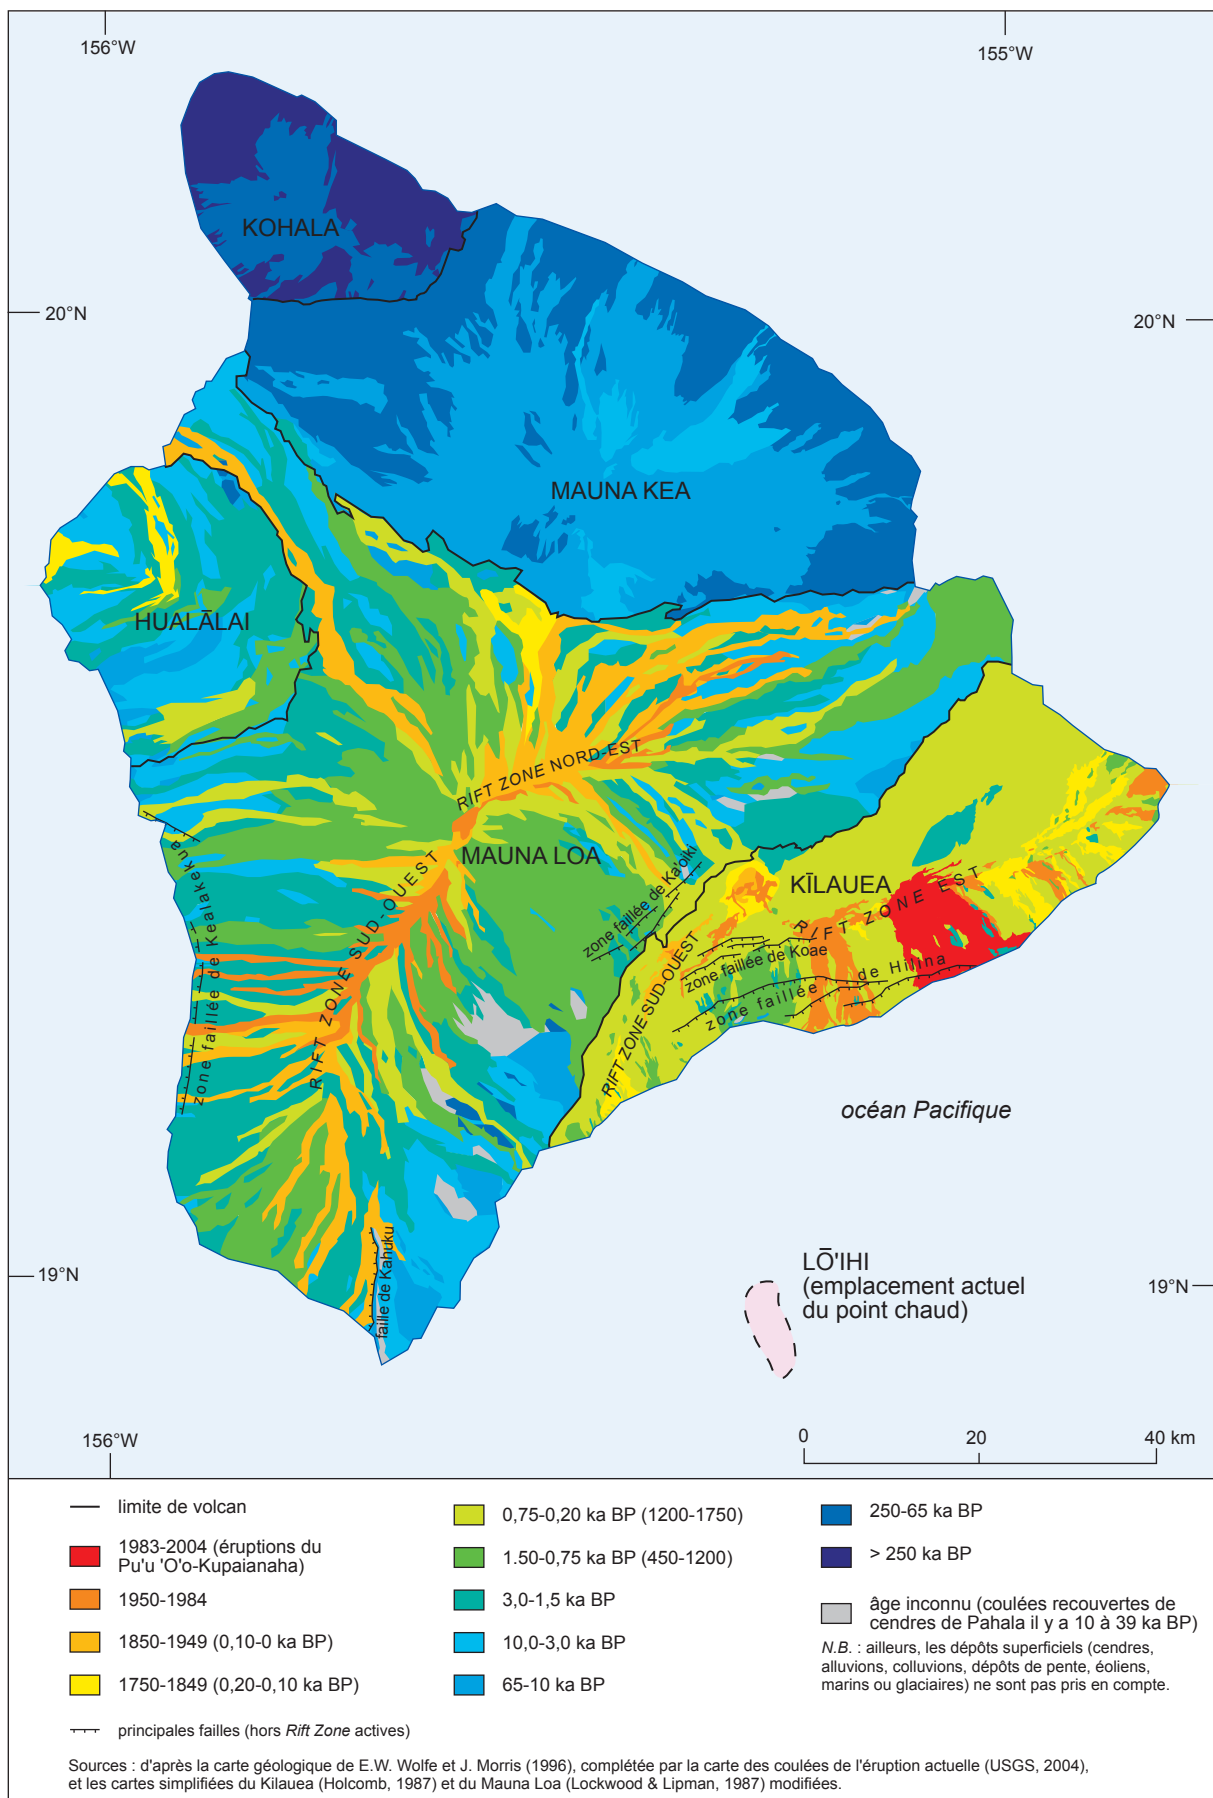 156°W
155°W
KOHALA
20°N
20°N
MAUNA KEA
HUALĀLAI
RIFT ZONE NORD-EST
MAUNA LOA
zone faillée de Kealakekua
RIFT ZONE SUD-OUEST
zone faillée de Ka'oiki
KĪLAUEA
RIFT ZONE EST
zone faillée de Koae
zone faillée de Hilina
RIFT ZONE SUD-OUEST
océan Pacifique
faille de Kahuku
LŌ'IHI
(emplacement actuel
du point chaud)
19°N
19°N
156°W
0 20 40 km
limite de volcan
1983-2004 (éruptions du
Pu'u 'O'o-Kupaianaha)
1950-1984
1850-1949 (0,10-0 ka BP)
1750-1849 (0,20-0,10 ka BP)
principales failles (hors Rift Zone actives)
0,75-0,20 ka BP (1200-1750)
1.50-0,75 ka BP (450-1200)
3,0-1,5 ka BP
10,0-3,0 ka BP
65-10 ka BP
250-65 ka BP
> 250 ka BP
âge inconnu (coulées recouvertes de
cendres de Pahala il y a 10 à 39 ka BP)
N.B. : ailleurs, les dépôts superficiels (cendres,
alluvions, colluvions, dépôts de pente, éoliens,
marins ou glaciaires) ne sont pas pris en compte.
Sources : d'après la carte géologique de E.W. Wolfe et J. Morris (1996), complétée par la carte des coulées de l'éruption actuelle (USGS, 2004),
et les cartes simplifiées du Kilauea (Holcomb, 1987) et du Mauna Loa (Lockwood & Lipman, 1987) modifiées.